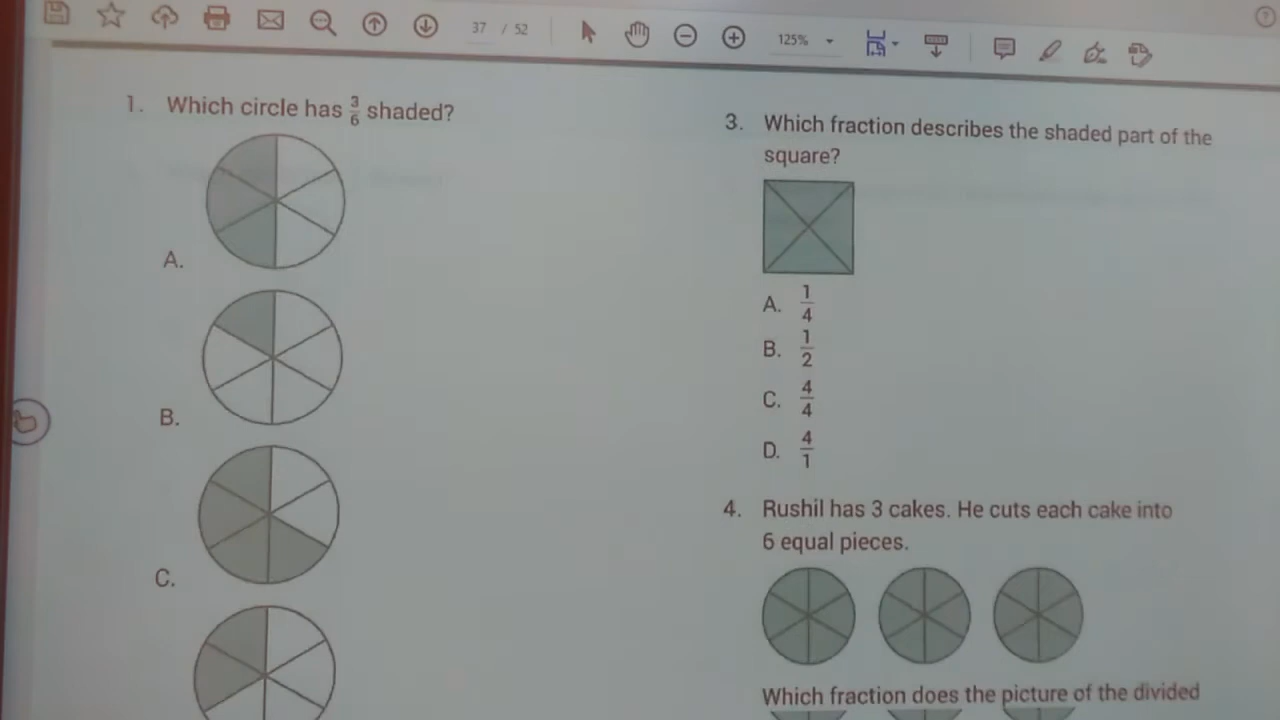 37 / 52
125%
1. Which circle has 3/6 shaded?
A.
B.
C.
3. Which fraction describes the shaded part of the
square?
A. 1/4
B. 1/2
C. 4/4
D. 4/1
4. Rushil has 3 cakes. He cuts each cake into
6 equal pieces.
Which fraction does the picture of the divided